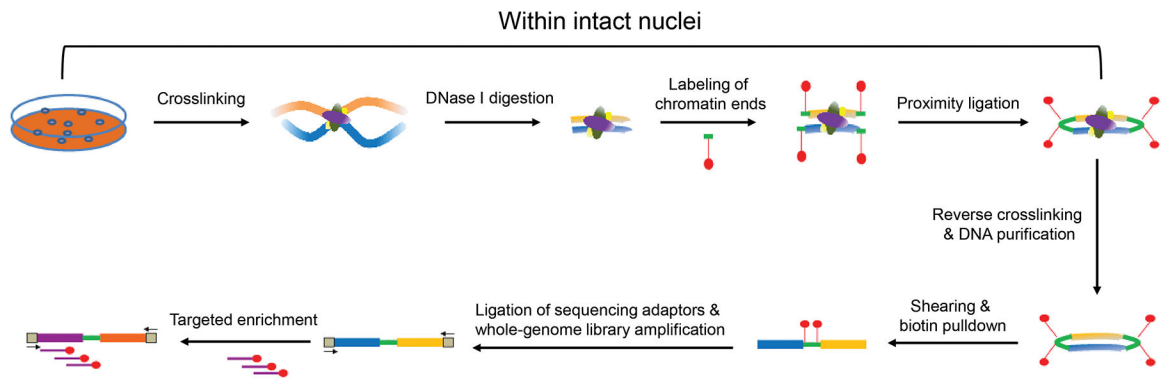 Within intact nuclei
Crosslinking
DNase I digestion
Labeling of
chromatin ends
Proximity ligation
Reverse crosslinking
& DNA purification
Shearing &
biotin pulldown
Ligation of sequencing adaptors &
whole-genome library amplification
Targeted enrichment